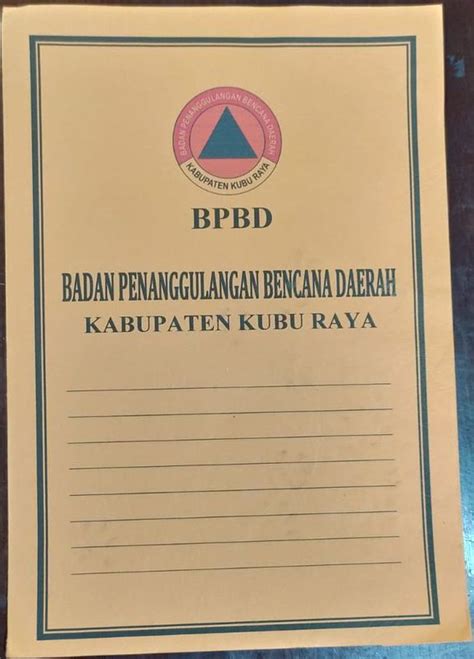 BADAN PENANGGULANGAN BENCANA DAERAH
KABUPATEN KUBU RAYA
BPBD
BADAN PENANGGULANGAN BENCANA DAERAH
KABUPATEN KUBU RAYA